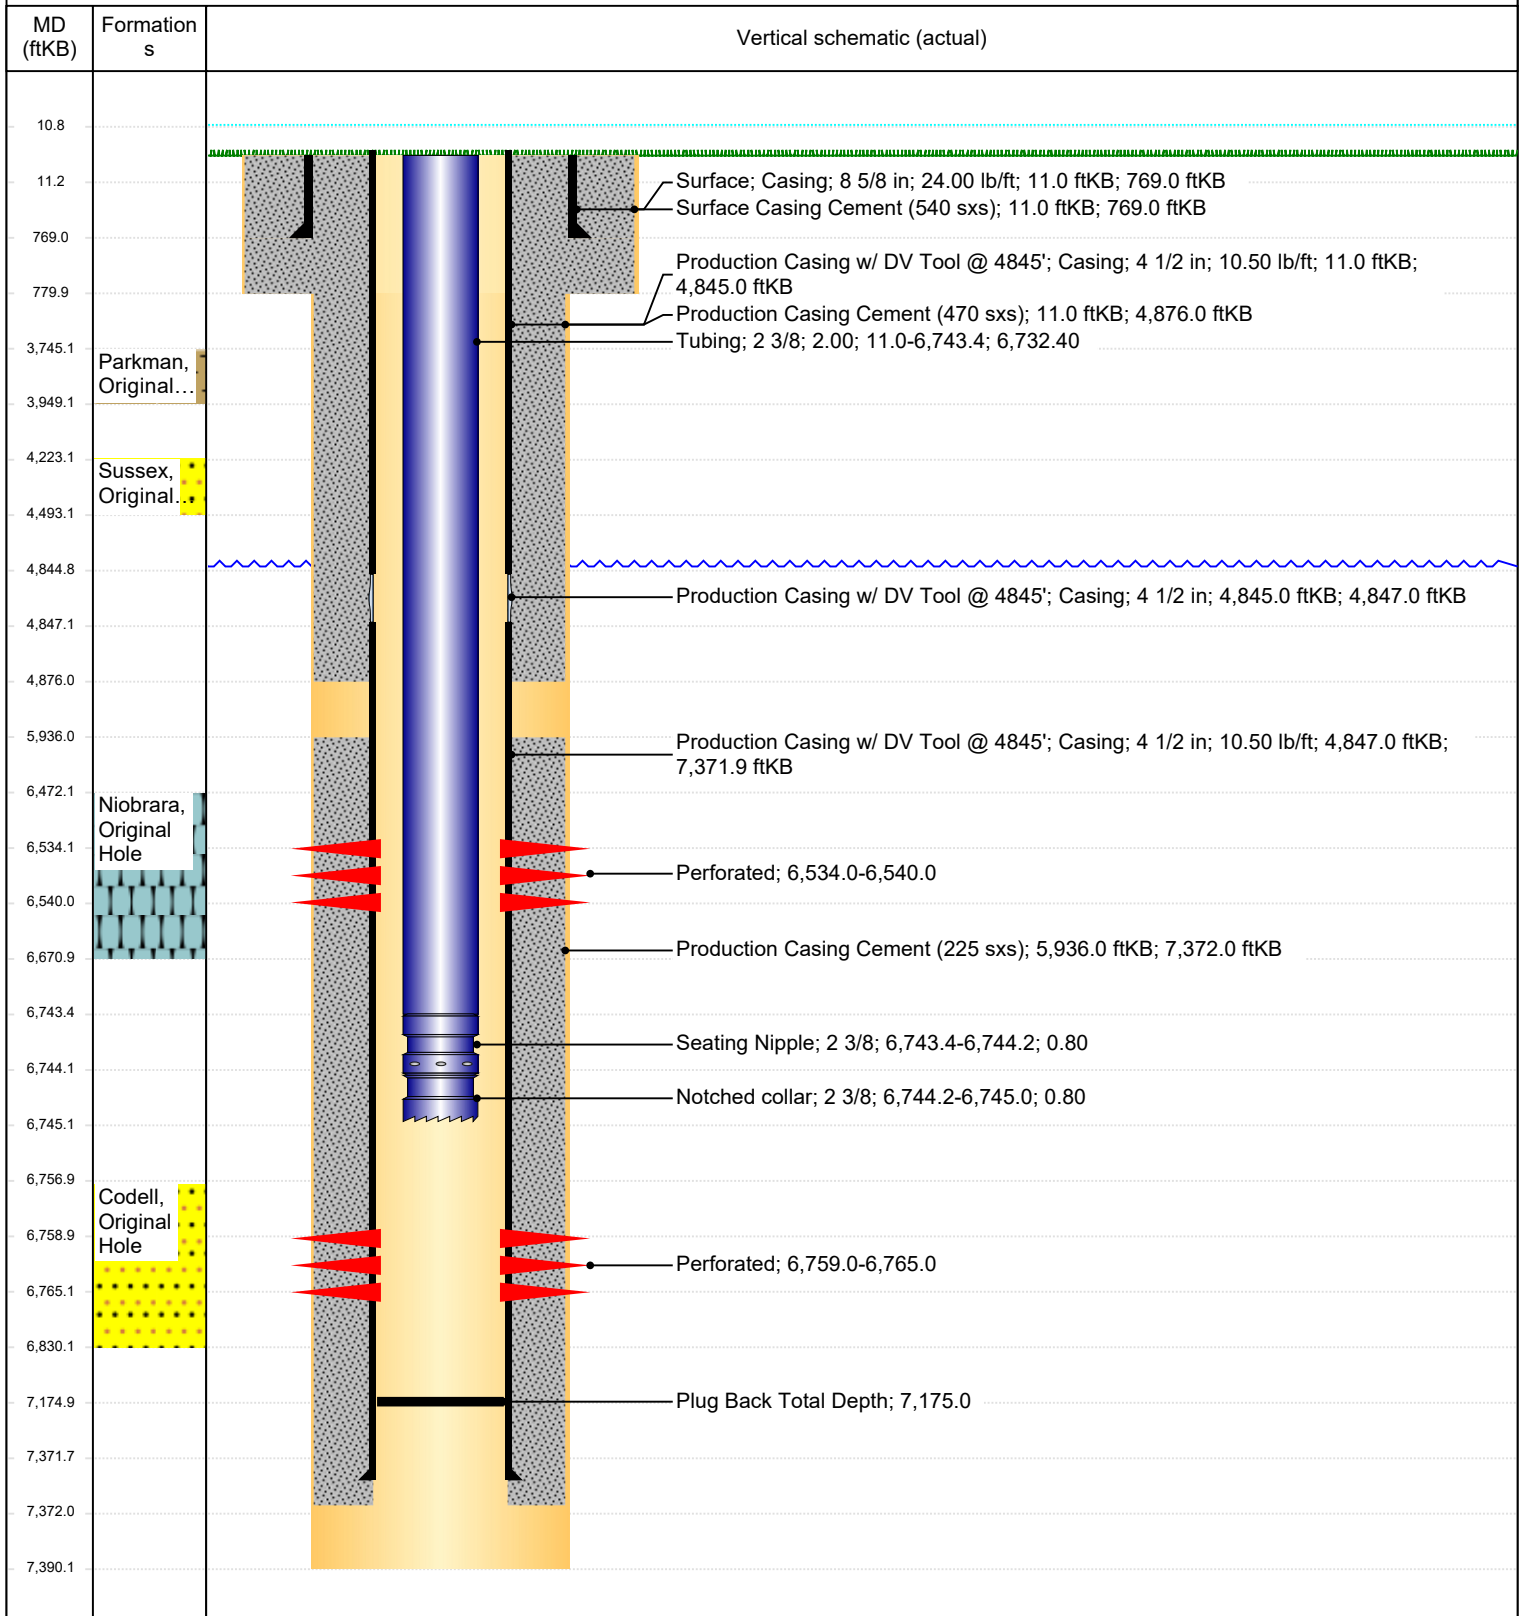 MD
(ftKB)
Formation
s
Vertical schematic (actual)
10.8
11.2
Surface; Casing; 8 5/8 in; 24.00 lb/ft; 11.0 ftKB; 769.0 ftKB
Surface Casing Cement (540 sxs); 11.0 ftKB; 769.0 ftKB
769.0
Production Casing w/ DV Tool @ 4845'; Casing; 4 1/2 in; 10.50 lb/ft; 11.0 ftKB;
4,845.0 ftKB
779.9
Production Casing Cement (470 sxs); 11.0 ftKB; 4,876.0 ftKB
Tubing; 2 3/8; 2.00; 11.0-6,743.4; 6,732.40
3,745.1
Parkman,
Original…
3,949.1
4,223.1
Sussex,
Original…
4,493.1
4,844.8
Production Casing w/ DV Tool @ 4845'; Casing; 4 1/2 in; 4,845.0 ftKB; 4,847.0 ftKB
4,847.1
4,876.0
5,936.0
Production Casing w/ DV Tool @ 4845'; Casing; 4 1/2 in; 10.50 lb/ft; 4,847.0 ftKB;
7,371.9 ftKB
6,472.1
Niobrara,
Original
Hole
6,534.1
Perforated; 6,534.0-6,540.0
6,540.0
Production Casing Cement (225 sxs); 5,936.0 ftKB; 7,372.0 ftKB
6,670.9
6,743.4
Seating Nipple; 2 3/8; 6,743.4-6,744.2; 0.80
6,744.1
Notched collar; 2 3/8; 6,744.2-6,745.0; 0.80
6,745.1
6,756.9
Codell,
Original
Hole
6,758.9
Perforated; 6,759.0-6,765.0
6,765.1
6,830.1
7,174.9
Plug Back Total Depth; 7,175.0
7,371.7
7,372.0
7,390.1